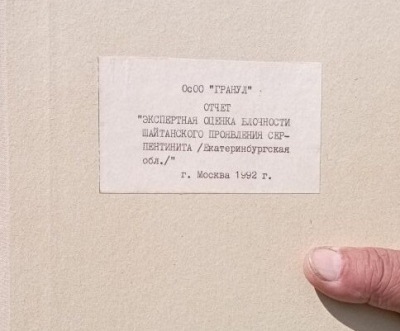 ОсОО "ГРАНУЛ"
ОТЧЕТ
"ЭКСПЕРТНАЯ ОЦЕНКА БЛОЧНОСТИ
ШАЙТАНСКОГО ПРОЯВЛЕНИЯ СЕР-
ПЕНТИНИТА /Екатеринбургская
обл./"
г. Москва 1992 г.